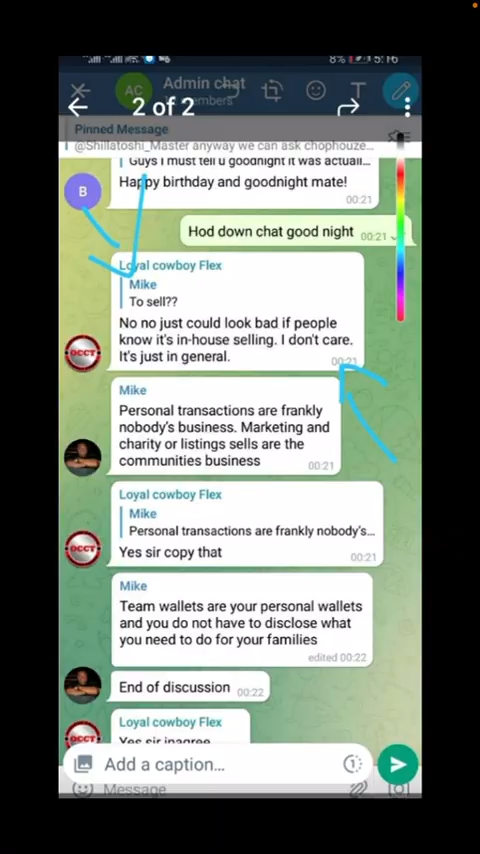 8% 5:16
AC Admin chat
2 of 2
T
Pinned Message
@Shillatoshi_Master anyway we can ask chophouze...
Guys I must tell u goodnight it was actuali...
B
Happy birthday and goodnight mate!
00:21
Hod down chat good night 00:21
Loyal cowboy Flex
Mike
To sell??
No no just could look bad if people
know it's in-house selling. I don't care.
It's just in general.
00:21
OCCT
Mike
Personal transactions are frankly
nobody's business. Marketing and
charity or listings sells are the
communities business
00:21
Loyal cowboy Flex
Mike
Personal transactions are frankly nobody's...
Yes sir copy that
00:21
OCCT
Mike
Team wallets are your personal wallets
and you do not have to disclose what
you need to do for your families
edited 00:22
End of discussion 00:22
Loyal cowboy Flex
OCCT
Yes sir inagree
Add a caption...
1
Message